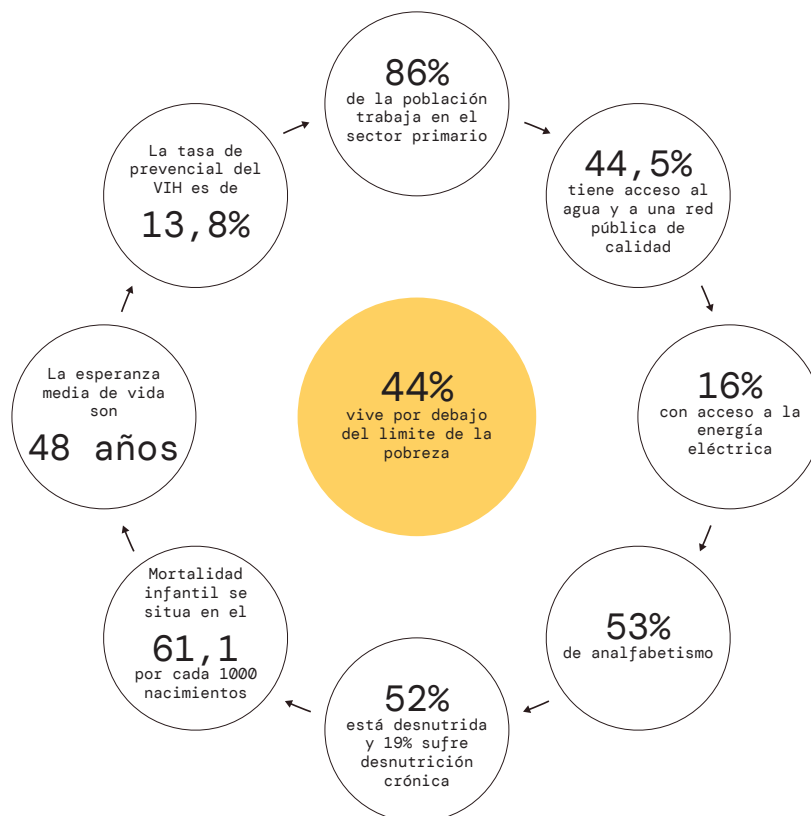 86%
de la población
trabaja en el
sector primario
44,5%
tiene acceso al
agua y a una red
pública de
calidad
16%
con acceso a la
energía
eléctrica
53%
de analfabetismo
52%
está desnutrida
y 19% sufre
desnutrición
crónica
Mortalidad
infantil se
situa en el
61,1
por cada 1000
nacimientos
La esperanza
media de vida
son
48 años
La tasa de
prevencial del
VIH es de
13,8%
44%
vive por debajo
del limite de la
pobreza